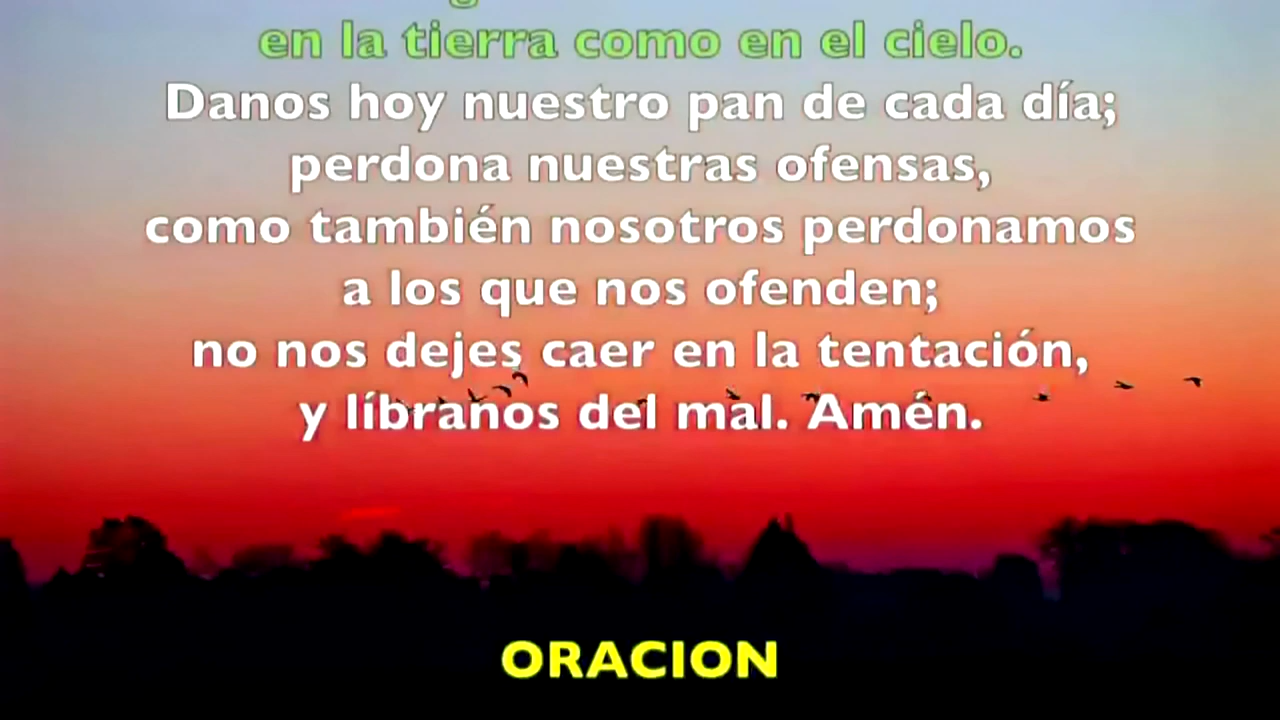 en la tierra como en el cielo.
Danos hoy nuestro pan de cada día;
perdona nuestras ofensas,
como también nosotros perdonamos
a los que nos ofenden;
no nos dejes caer en la tentación,
y líbranos del mal. Amén.
ORACION